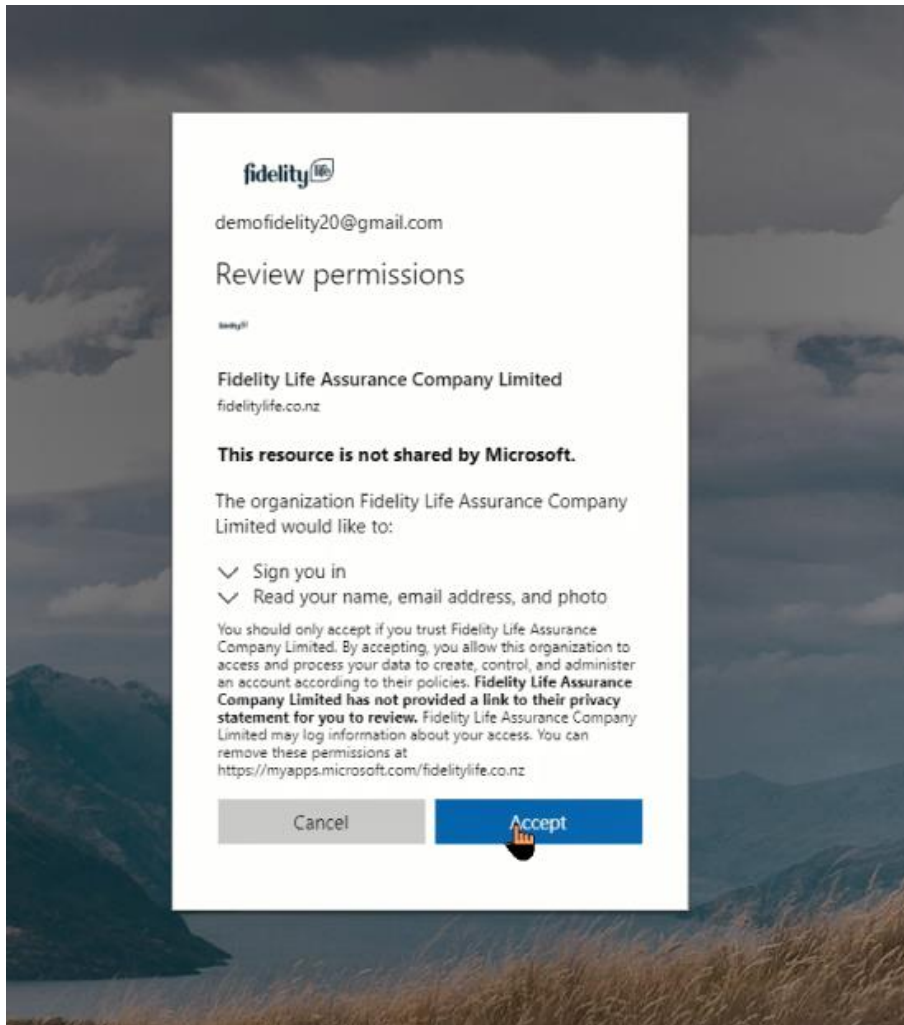 fidelity life
demofidelity20@gmail.com
Review permissions
Fidelity Life Assurance Company Limited
fidelitylife.co.nz
This resource is not shared by Microsoft.
The organization Fidelity Life Assurance Company
Limited would like to:
Sign you in
Read your name, email address, and photo
You should only accept if you trust Fidelity Life Assurance
Company Limited. By accepting, you allow this organization to
access and process your data to create, control, and administer
an account according to their policies. Fidelity Life Assurance
Company Limited has not provided a link to their privacy
statement for you to review. Fidelity Life Assurance Company
Limited may log information about your access. You can
remove these permissions at
https://myapps.microsoft.com/fidelitylife.co.nz
Cancel
Accept